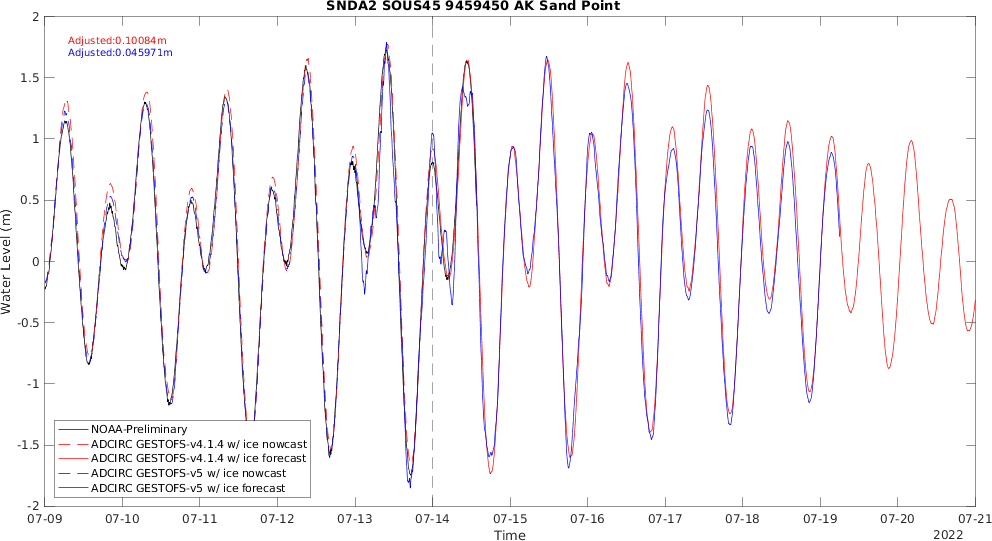 SNDA2 SOUS45 9459450 AK Sand Point
Adjusted:0.10084m
Adjusted:0.045971m
2
1.5
1
0.5
0
-0.5
-1
-1.5
-2
Water Level (m)
NOAA-Preliminary
ADCIRC GESTOFS-v4.1.4 w/ ice nowcast
ADCIRC GESTOFS-v4.1.4 w/ ice forecast
ADCIRC GESTOFS-v5 w/ ice nowcast
ADCIRC GESTOFS-v5 w/ ice forecast
07-09 07-10 07-11 07-12 07-13 07-14 07-15 07-16 07-17 07-18 07-19 07-20 07-21
Time
2022